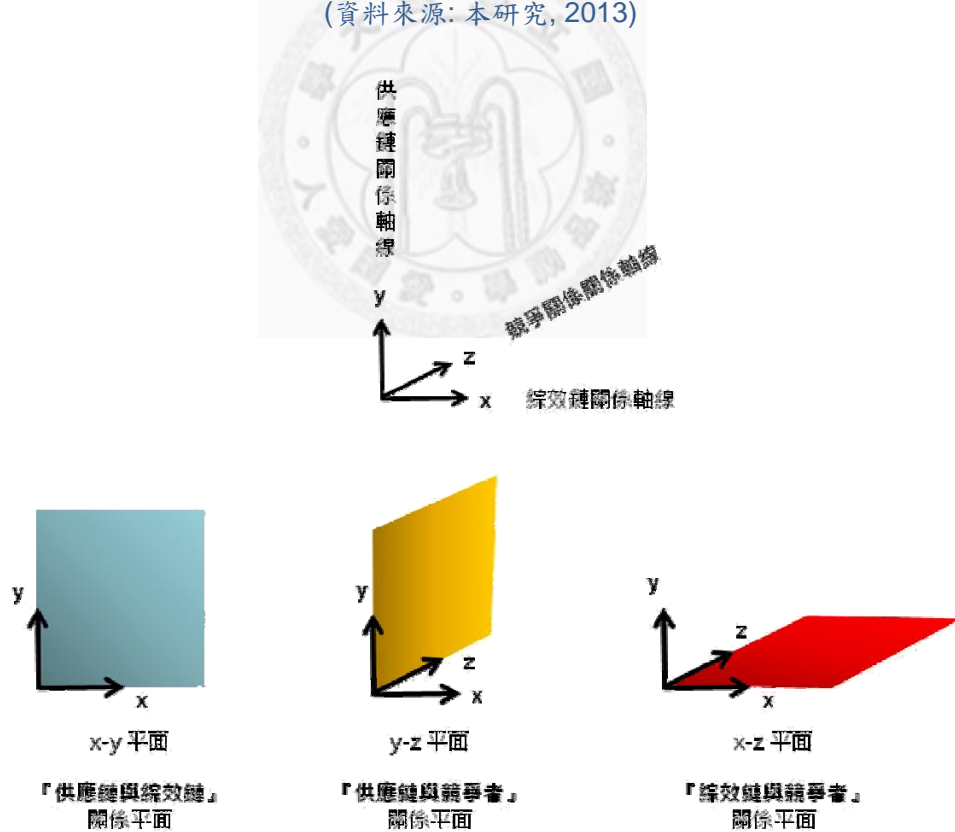 (資料來源: 本研究, 2013)
供應鏈關係軸線
y
競爭關係關係軸線
z
x 綜效鏈關係軸線
y
x
y
z
x
y
z
x
x-y 平面
y-z 平面
x-z 平面
『供應鏈與綜效鏈』
關係平面
『供應鏈與競爭者』
關係平面
『綜效鏈與競爭者』
關係平面